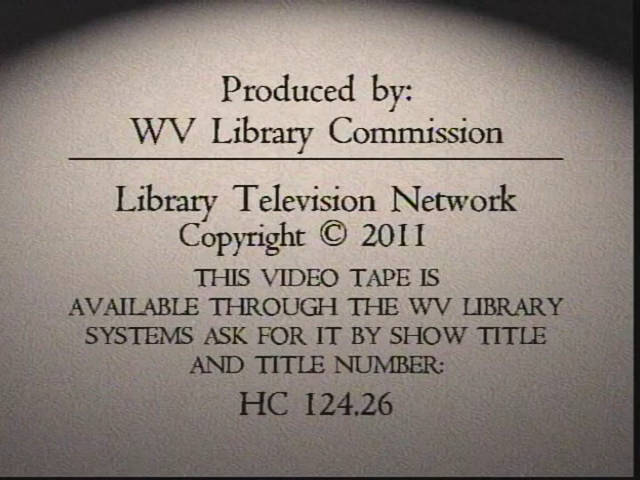 Produced by:
WV Library Commission
Library Television Network
Copyright © 2011
THIS VIDEO TAPE IS
AVAILABLE THROUGH THE WV LIBRARY
SYSTEMS ASK FOR IT BY SHOW TITLE
AND TITLE NUMBER:
HC 124.26